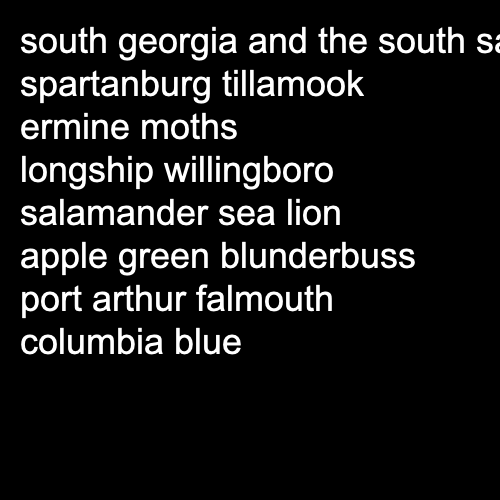 south georgia and the south
spartanburg tillamook
ermine moths
longship willingboro
salamander sea lion
apple green blunderbuss
port arthur falmouth
columbia blue